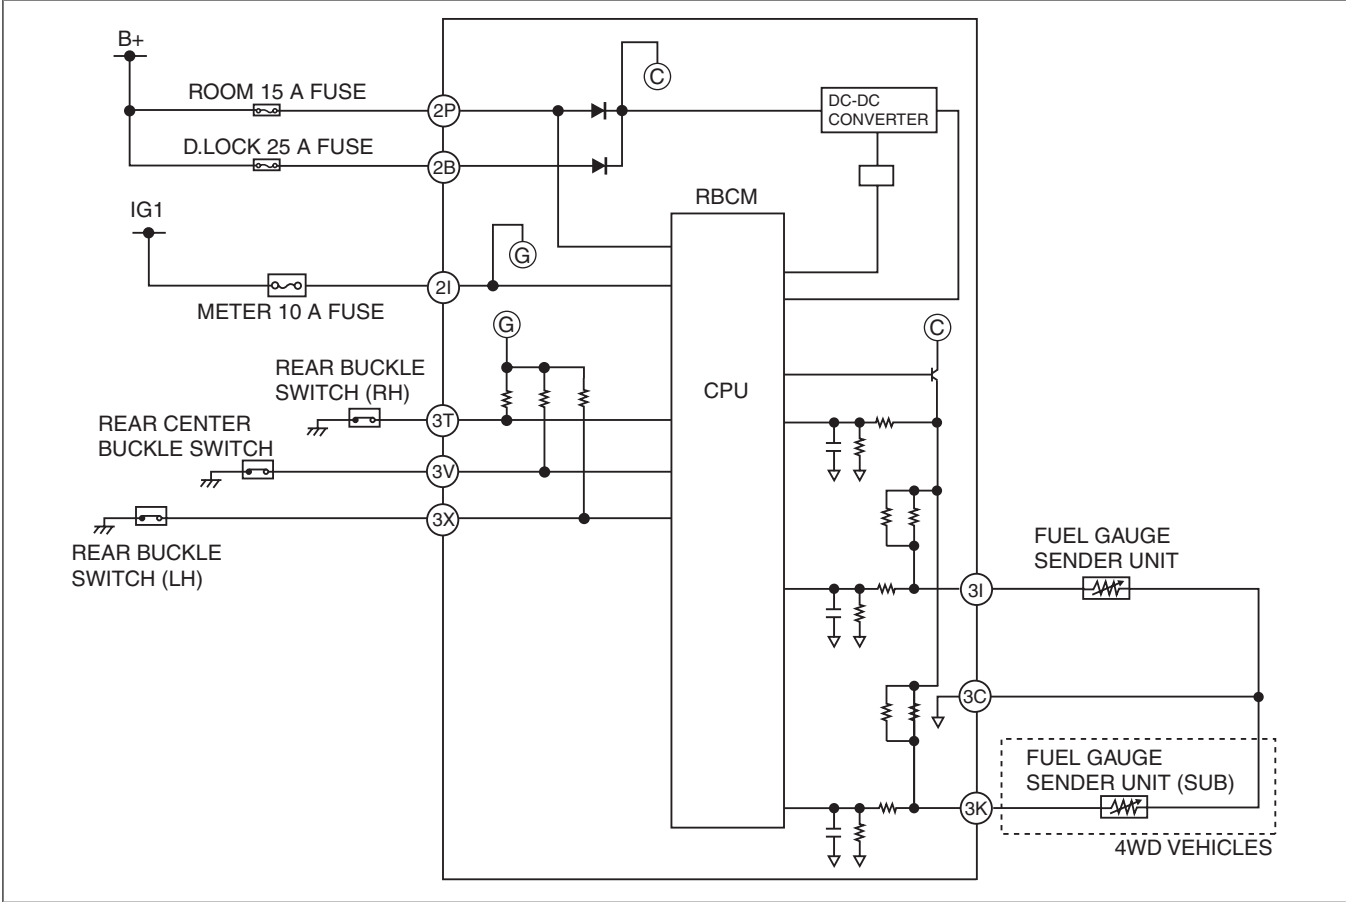 B+
C
ROOM 15 A FUSE
2P
DC-DC
CONVERTER
D.LOCK 25 A FUSE
2B
RBCM
IG1
G
2I
METER 10 A FUSE
G
C
REAR BUCKLE
SWITCH (RH)
CPU
3T
REAR CENTER
BUCKLE SWITCH
3V
3X
REAR BUCKLE
SWITCH (LH)
FUEL GAUGE
SENDER UNIT
3I
3C
FUEL GAUGE
SENDER UNIT (SUB)
3K
4WD VEHICLES